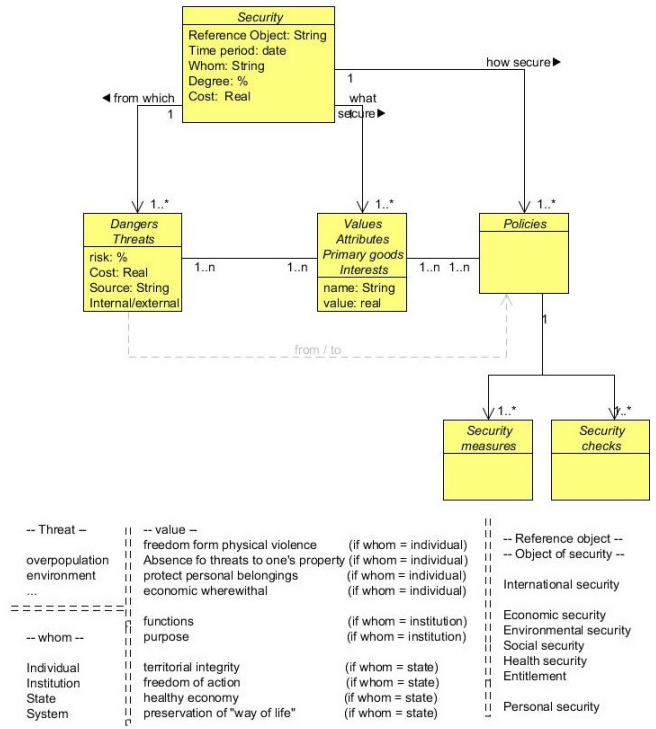 Security
Reference Object: String
Time period: date
Whom: String
Degree: %
Cost: Real
how secure▶
1
◀ from which
1
what
secure▶
1
1..*
1..*
1..*
Dangers
Threats
risk: %
Cost: Real
Source: String
Internal/external
1..n
1..n
Values
Attributes
Primary goods
Interests
name: String
value: real
1..n
1..n
Policies
from / to
1
1..*
1..*
Security
measures
Security
checks
-- Threat --
overpopulation
environment
...
-- whom --
Individual
Institution
State
System
-- value --
freedom form physical violence (if whom = individual)
Absence fo threats to one's property (if whom = individual)
protect personal belongings (if whom = individual)
economic wherewithal (if whom = individual)
functions (if whom = institution)
purpose (if whom = institution)
territorial integrity (if whom = state)
freedom of action (if whom = state)
healthy economy (if whom = state)
preservation of "way of life" (if whom = state)
-- Reference object --
-- Object of security --
International security
Economic security
Environmental security
Social security
Health security
Entitlement
Personal security